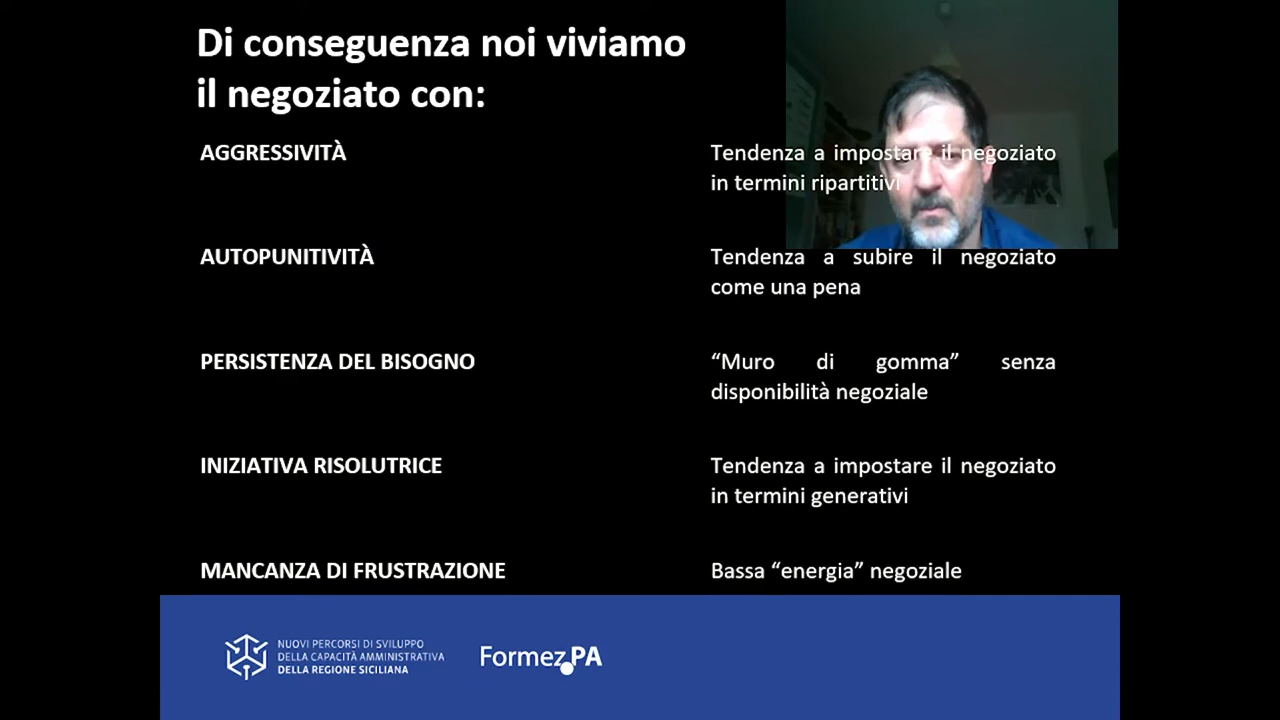 Di conseguenza noi viviamo
il negoziato con:
AGGRESSIVITÀ
Tendenza a impostare il negoziato
in termini ripartitivi
AUTOPUNITIVITÀ
Tendenza a subire il negoziato
come una pena
PERSISTENZA DEL BISOGNO
“Muro di gomma” senza
disponibilità negoziale
INIZIATIVA RISOLUTRICE
Tendenza a impostare il negoziato
in termini generativi
MANCANZA DI FRUSTRAZIONE
Bassa “energia” negoziale
NUOVI PERCORSI DI SVILUPPO
DELLA CAPACITÀ AMMINISTRATIVA
DELLA REGIONE SICILIANA
Formez PA